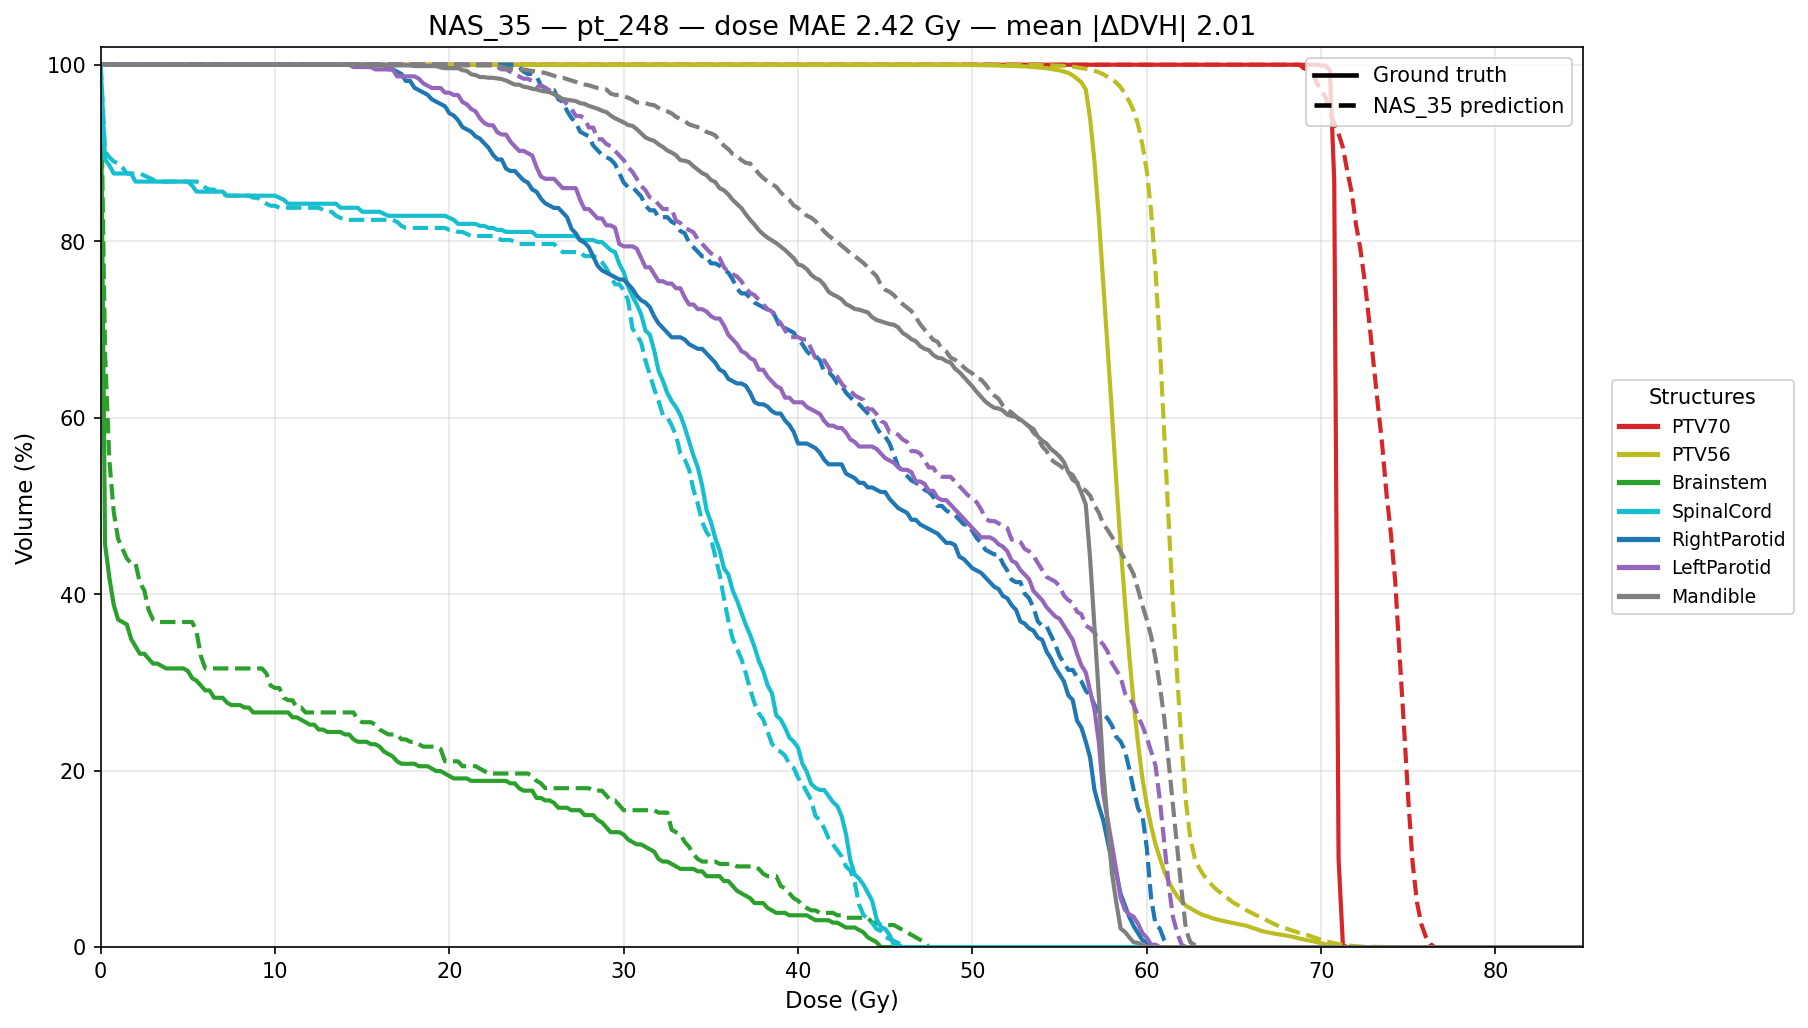 NAS_35 — pt_248 — dose MAE 2.42 Gy — mean |ΔDVH| 2.01
Ground truth
NAS_35 prediction
Volume (%)
100
80
60
40
20
0
0 10 20 30 40 50 60 70 80
Dose (Gy)
Structures
PTV70
PTV56
Brainstem
SpinalCord
RightParotid
LeftParotid
Mandible